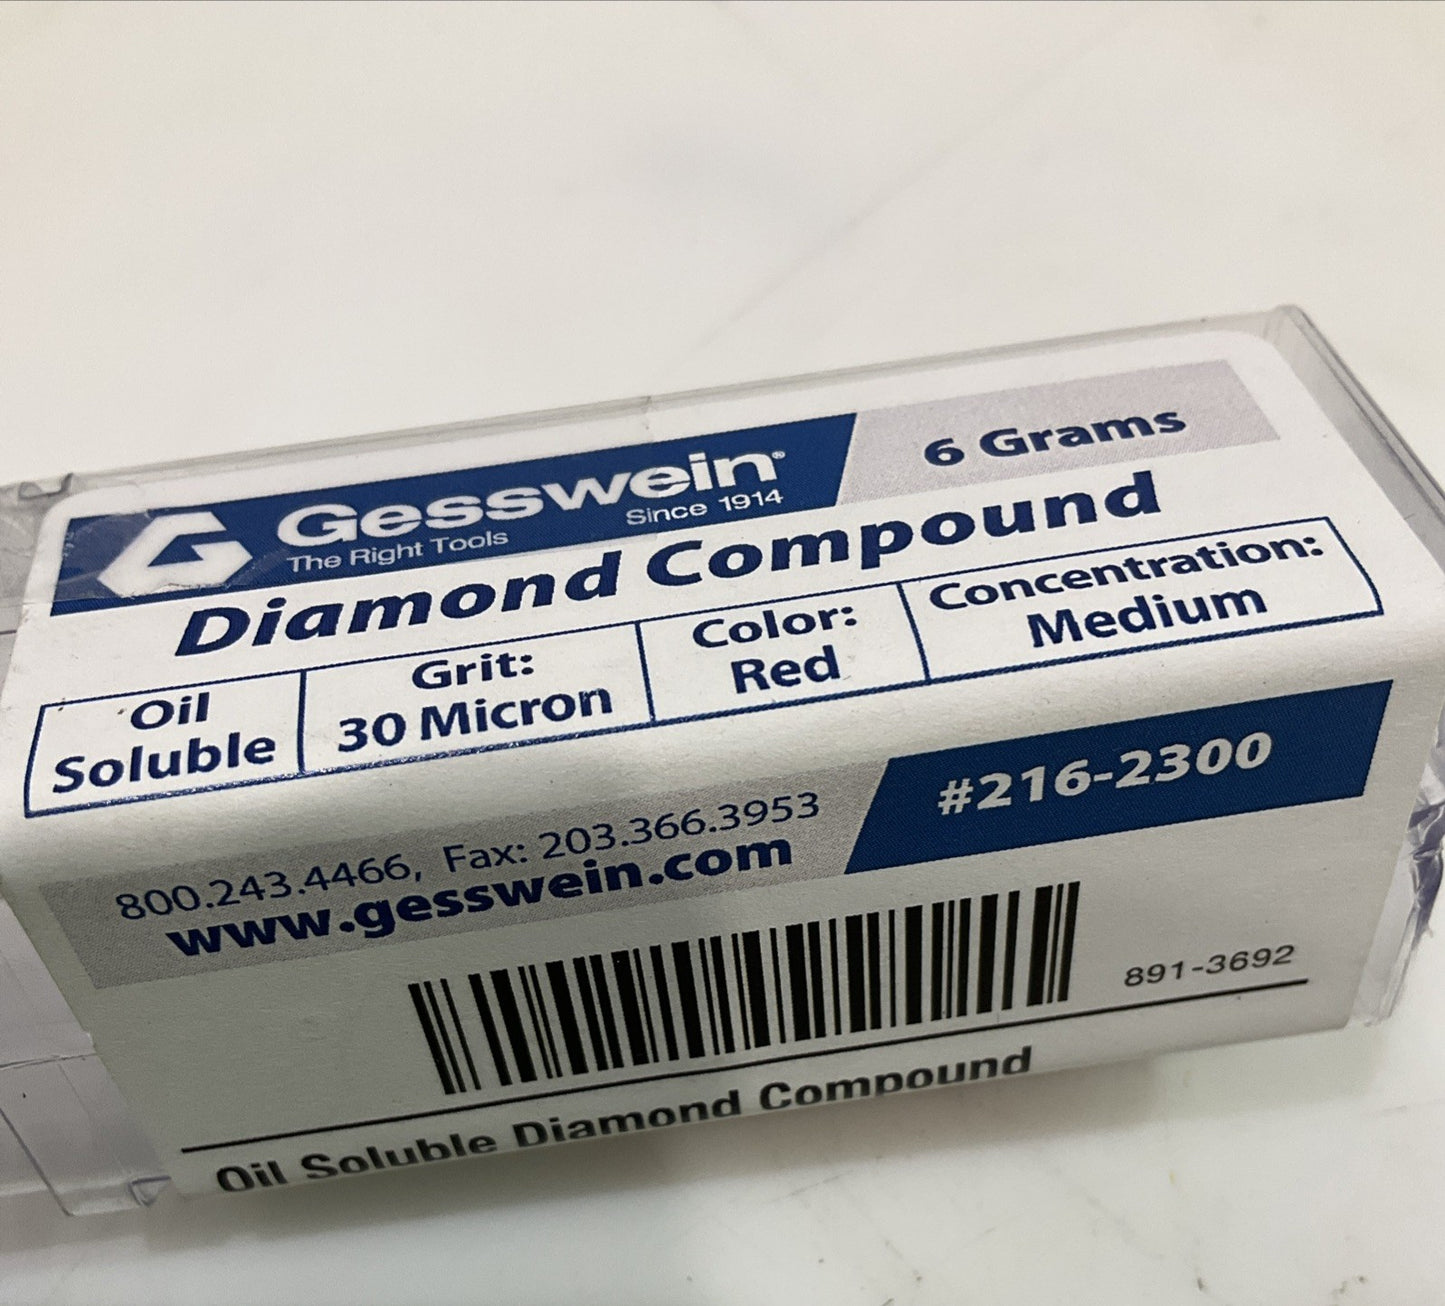 Gesswein®
Since 1914
The Right Tools
6 Grams
Diamond Compound
Oil Soluble
Grit: 30 Micron
Color: Red
Concentration: Medium
800.243.4466, Fax: 203.366.3953
www.gesswein.com
#216-2300
891-3692
Oil Soluble Diamond Compound